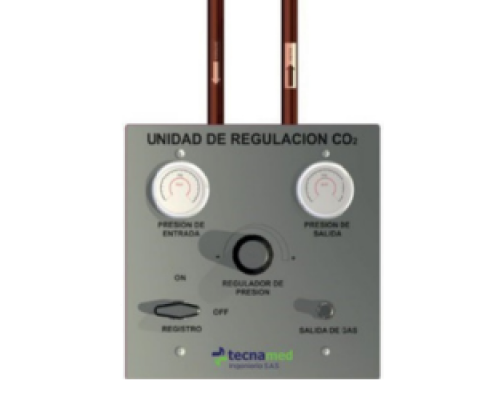 UNIDAD DE REGULACION CO₂
PRESION DE
ENTRADA
PRESION DE
SALIDA
REGULADOR DE
PRESION
ON
OFF
REGISTRO
SALIDA DE GAS
tecnamed
Ingenieria S.A.S